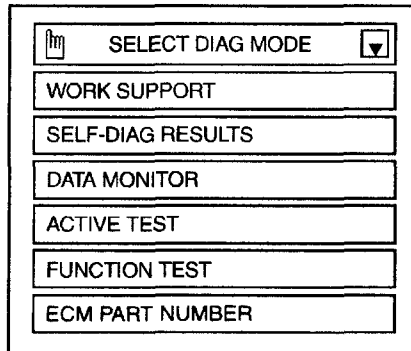 SELECT DIAG MODE
WORK SUPPORT
SELF-DIAG RESULTS
DATA MONITOR
ACTIVE TEST
FUNCTION TEST
ECM PART NUMBER